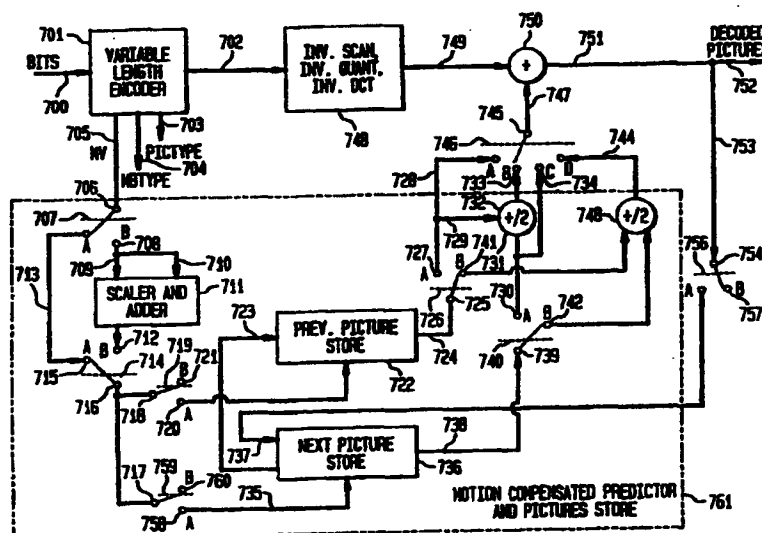 701
BITS
700
VARIABLE
LENGTH
ENCODER
702
INV. SCAN,
INV. QUANT,
INV. DCT
748
749
750
+
751
DECODED
PICTURES
752
753
705
MV
703
PICTYPE
704
MBTYPE
745
747
746
744
728
A
B
C
D
733
734
732
+/2
748
+/2
706
707
A
B
708
709
710
713
SCALER AND
ADDER
711
729
727
A
B
741
731
726
725
730
A
B
742
740
739
756
754
A
B
757
A
B
712
715
714
719
B
721
716
718
720
A
723
PREV. PICTURE
STORE
724
722
717
759
B
760
758
A
735
737
NEXT PICTURE
STORE
738
736
MOTION COMPENSATED PREDICTOR
AND PICTURES STORE
761